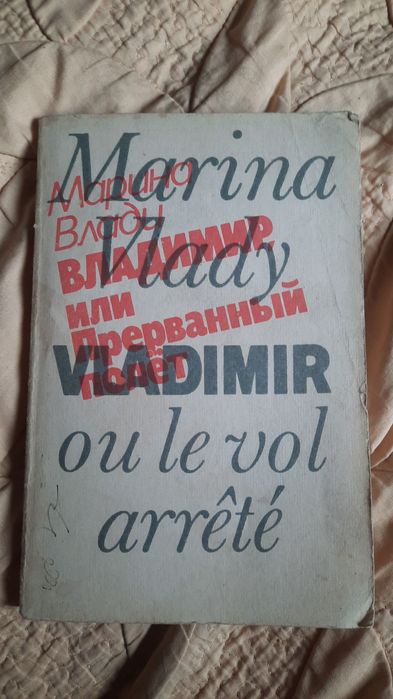 Marina
Vlady
VLADIMIR
ou le vol
arrêté
Марина
Влади
ВЛАДИМИР,
или
Прерванный
полёт